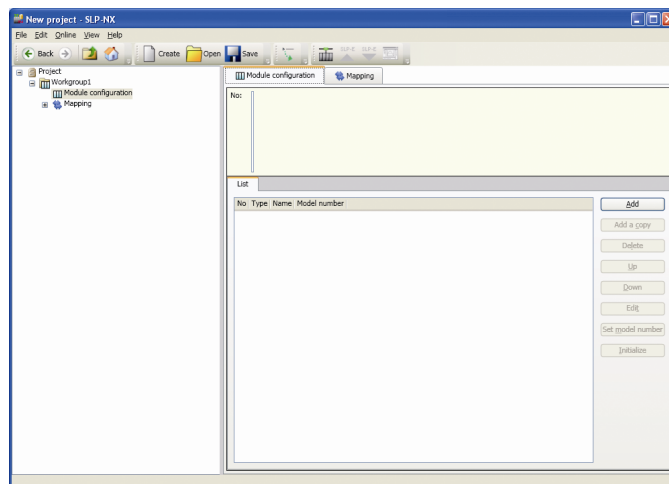 New project - SLP-NX
File Edit Online View Help
Back Create Open Save SLP-E SLP-E
Project
Workgroup1
Module configuration
Mapping
Module configuration Mapping
No:
List
No Type Name Model number
Add
Add a copy
Delete
Up
Down
Edit
Set model number
Initialize